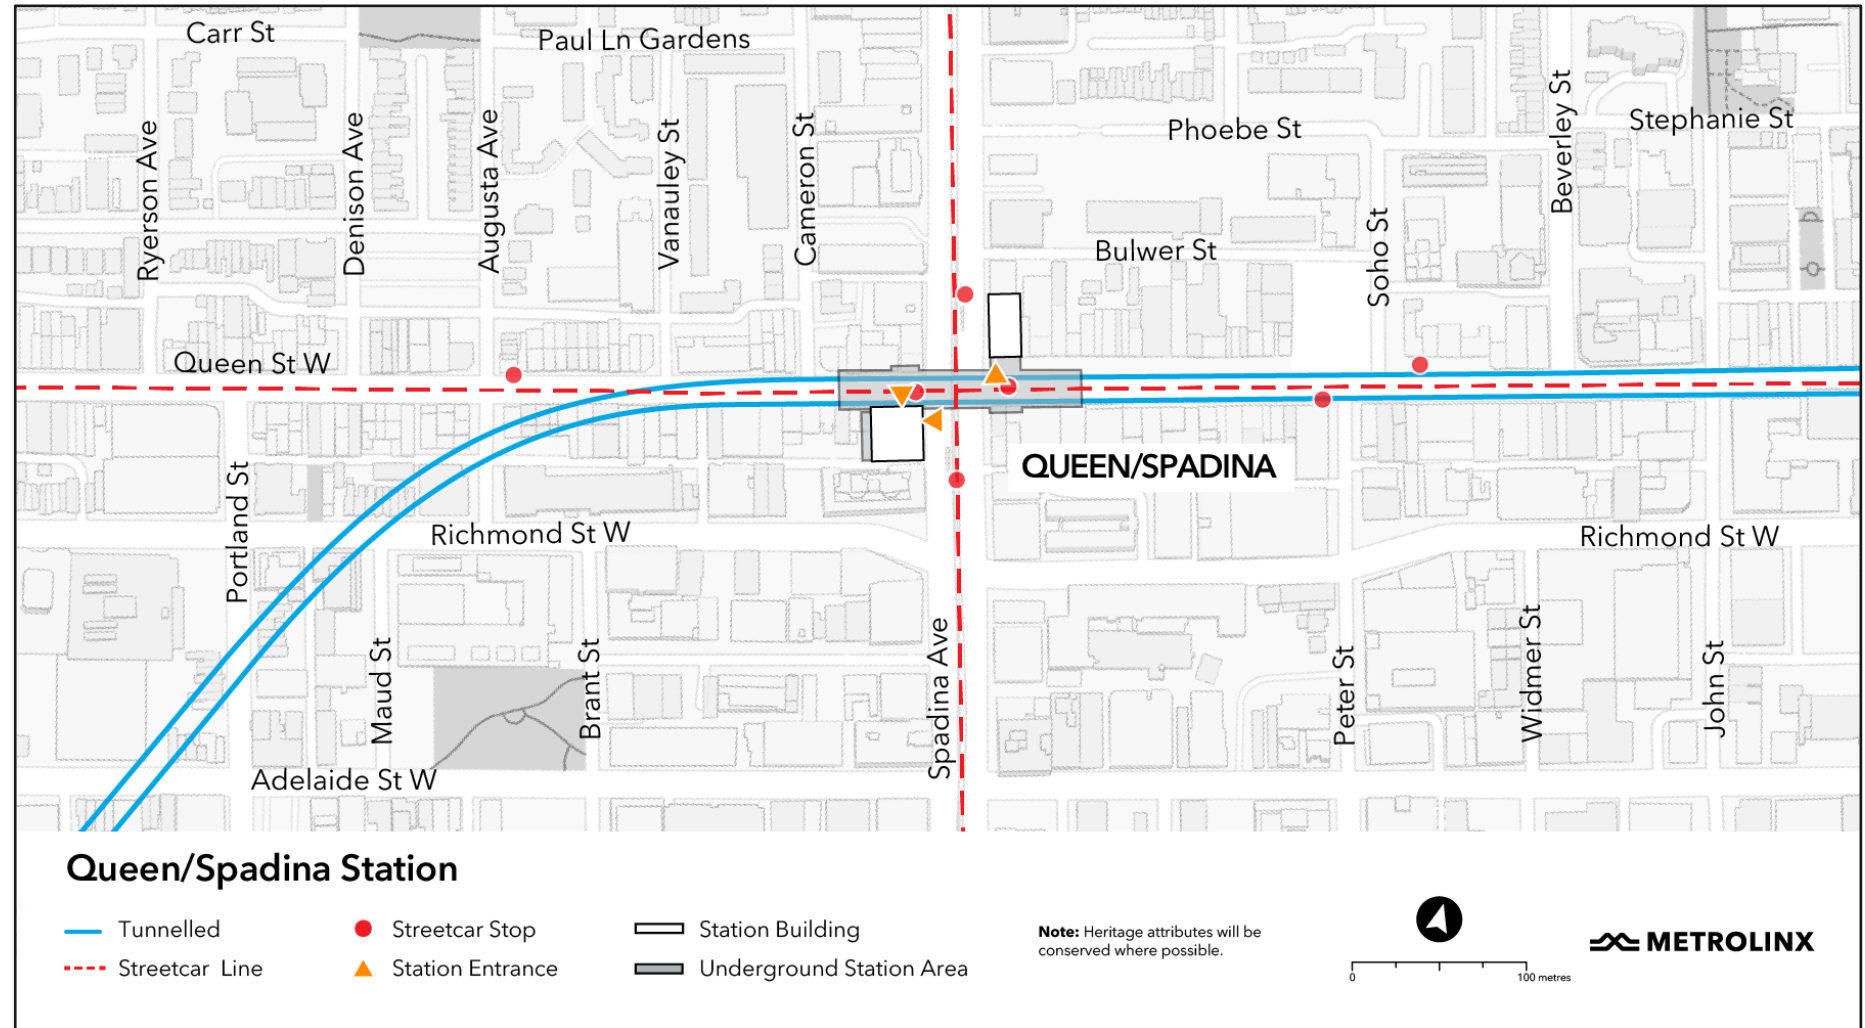 Carr St
Paul Ln Gardens
Phoebe St
Stephanie St
Ryerson Ave
Denison Ave
Augusta Ave
Vanauley St
Cameron St
Beverley St
Soho St
Bulwer St
Queen St W
QUEEN/SPADINA
Portland St
Richmond St W
Richmond St W
Maud St
Brant St
Spadina Ave
Peter St
Widmer St
John St
Adelaide St W
Queen/Spadina Station
Tunnelled
Streetcar Stop
Station Building
Streetcar Line
Station Entrance
Underground Station Area
Note: Heritage attributes will be
conserved where possible.
0
100 metres
METROLINX